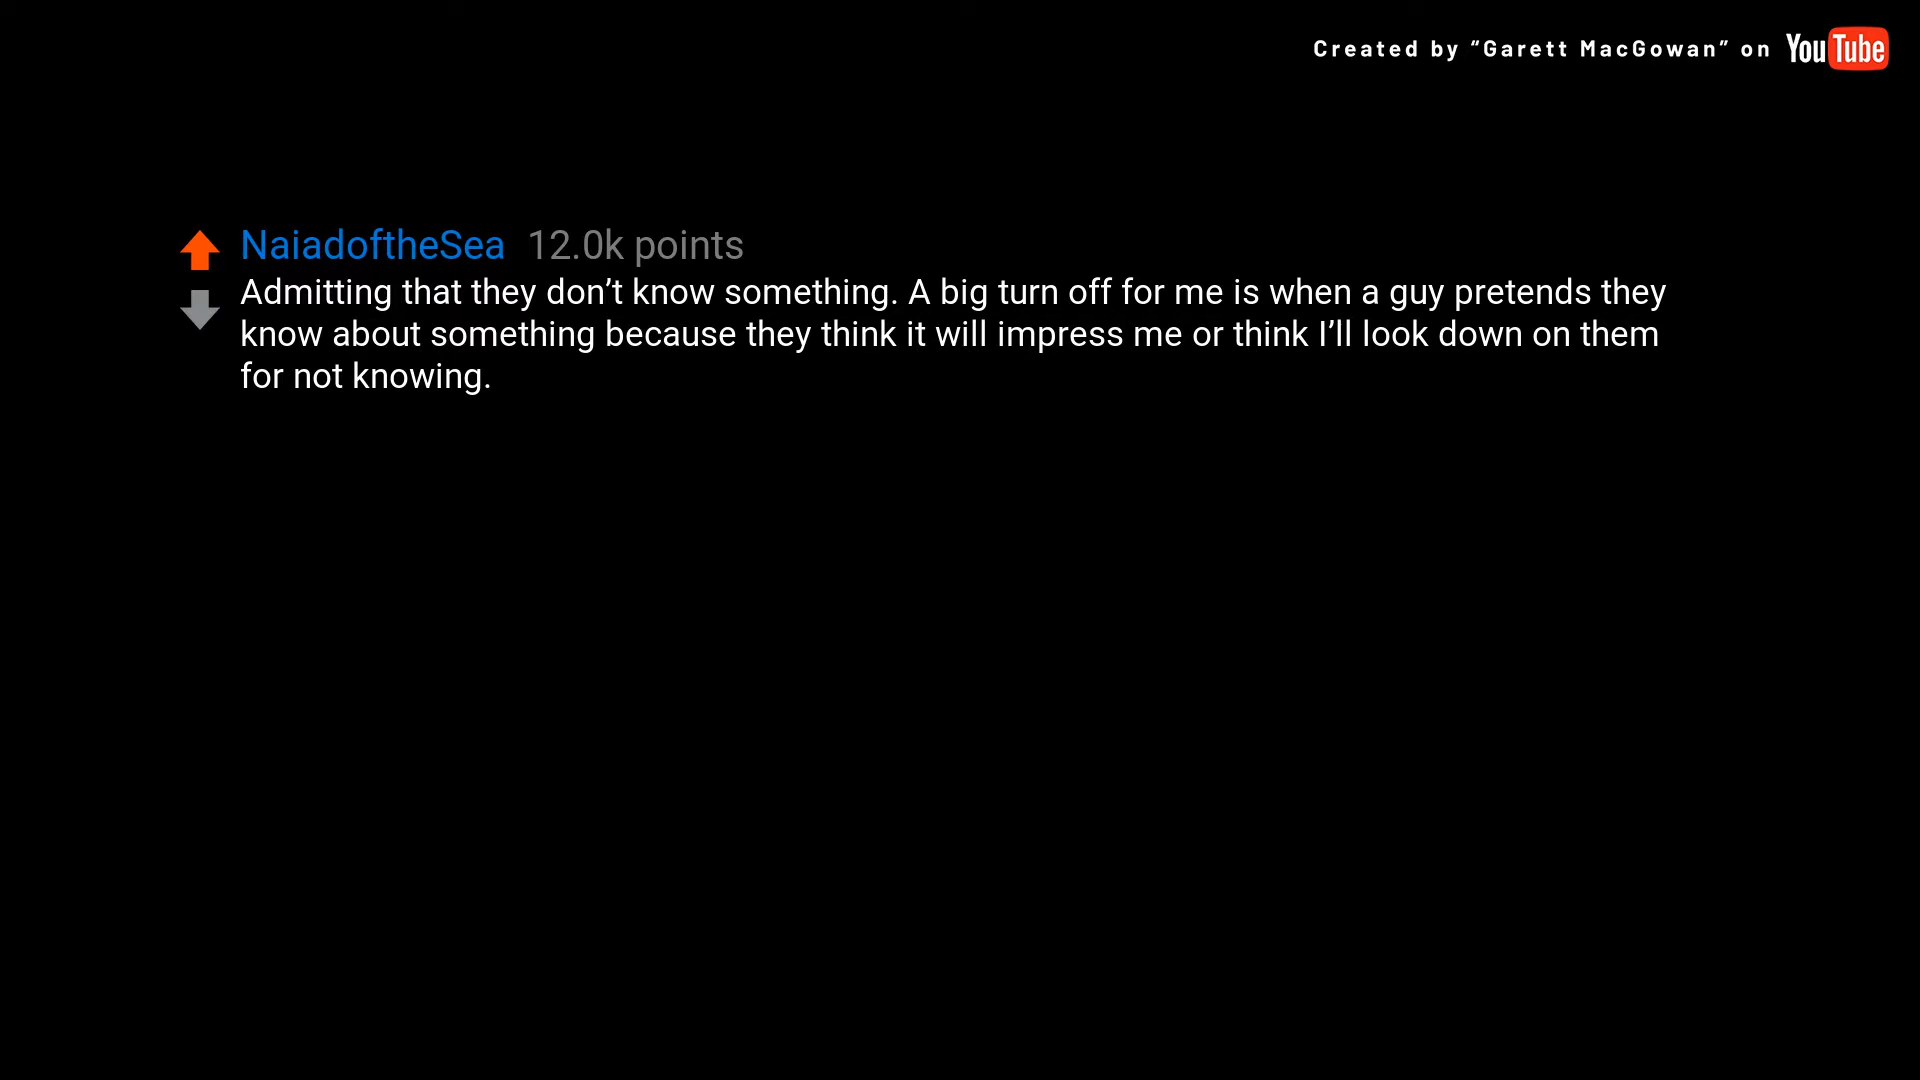 Created by “Garett MacGowan” on YouTube
NaiadoftheSea 12.0k points
Admitting that they don’t know something. A big turn off for me is when a guy pretends they
know about something because they think it will impress me or think I’ll look down on them
for not knowing.